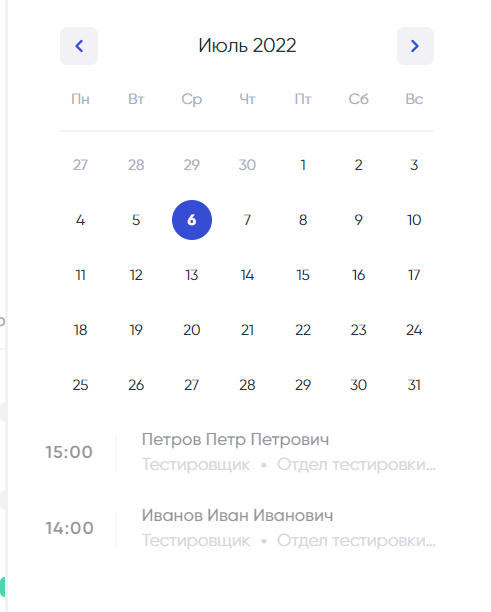 Июль 2022
Пн Вт Ср Чт Пт Сб Вс
27 28 29 30 1 2 3
4 5 6 7 8 9 10
11 12 13 14 15 16 17
18 19 20 21 22 23 24
25 26 27 28 29 30 31
15:00 Петров Петр Петрович
Тестировщик • Отдел тестировки...
14:00 Иванов Иван Иванович
Тестировщик • Отдел тестировки...